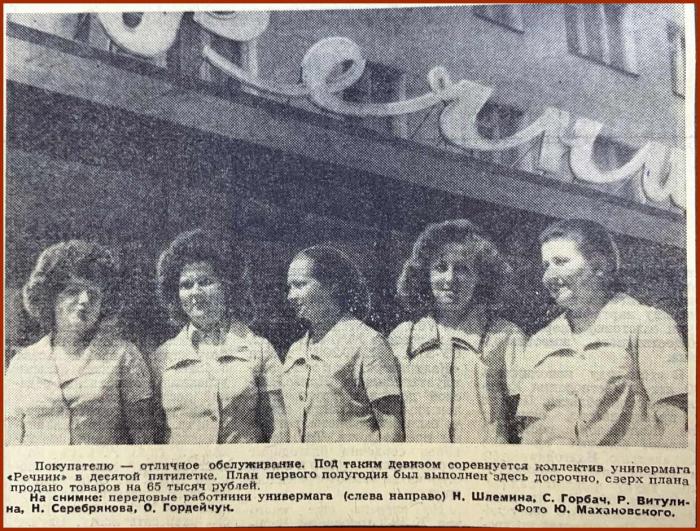 Речник
Покупателю — отличное обслуживание. Под таким девизом соревнуется коллектив универмага
«Речник» в десятой пятилетке. План первого полугодия был выполнен здесь досрочно, сверх плана
продано товаров на 65 тысяч рублей.
На снимке: передовые работники универмага (слева направо) Н. Шлемина, С. Горбач, Р. Витули-
на, Н. Серебрякова, О. Гордейчук.
Фото Ю. Махановского.